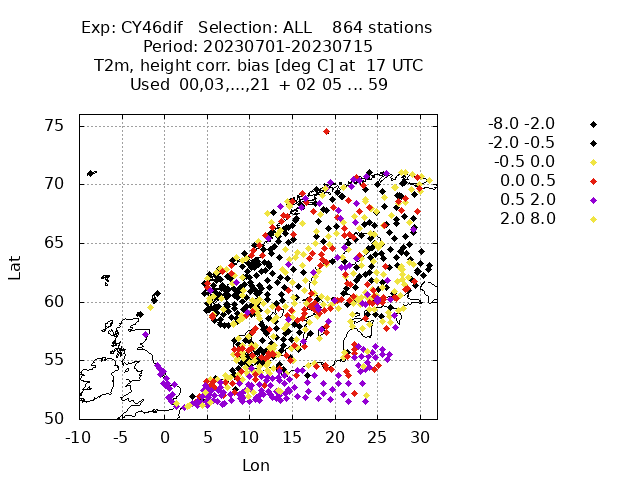 Exp: CY46dif   Selection: ALL    864 stations
Period: 20230701-20230715
T2m, height corr. bias [deg C] at  17 UTC
Used  00,03,...,21  + 02 05 ... 59
75
70
65
60
55
50
Lat
-10 -5 0 5 10 15 20 25 30
Lon
-8.0 -2.0
-2.0 -0.5
-0.5 0.0
0.0 0.5
0.5 2.0
2.0 8.0